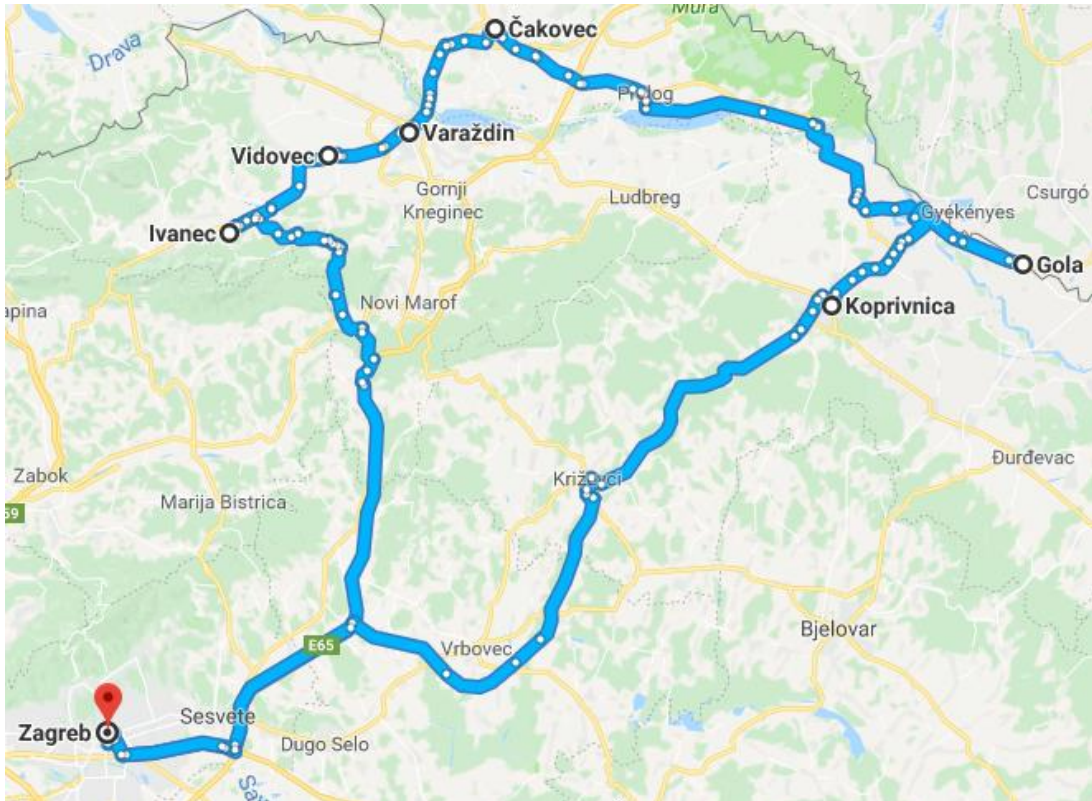 Mura
Čakovec
Drava
Prelog
Varaždin
Vidovec
Gornji
Kneginec
Ludbreg
Csurgó
Gyékényes
Ivanec
Gola
apina
Novi Marof
Koprivnica
Križevci
Đurđevac
Zabok
Marija Bistrica
59
Bjelovar
E65
Vrbovec
Sesvete
Zagreb
Dugo Selo